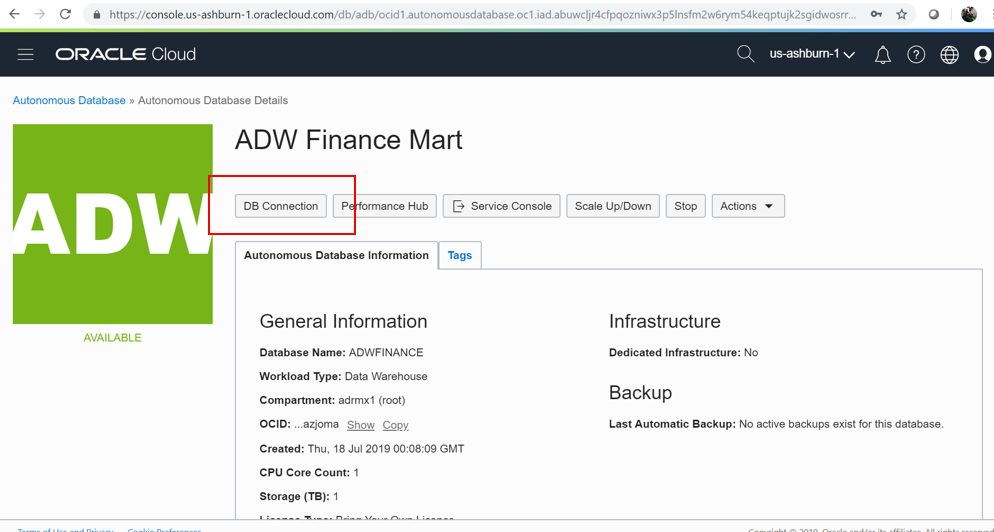 https://console.us-ashburn-1.oraclecloud.com/db/adb/ocid1.autonomousdatabase.oc1.iad.abuwcljr4cfpqozniwx3p5lnsfm2w6rym54keqptujk2sgidwosrr...
ORACLE Cloud
us-ashburn-1
Autonomous Database » Autonomous Database Details
ADW
AVAILABLE
ADW Finance Mart
DB Connection Performance Hub Service Console Scale Up/Down Stop Actions
Autonomous Database Information Tags
General Information
Database Name: ADWFINANCE
Workload Type: Data Warehouse
Compartment: adrmx1 (root)
OCID: ...azjoma Show Copy
Created: Thu, 18 Jul 2019 00:08:09 GMT
CPU Core Count: 1
Storage (TB): 1
License Type: Bring Your Own License
Infrastructure
Dedicated Infrastructure: No
Backup
Last Automatic Backup: No active backups exist for this database.
Terms of Use and Privacy Cookie Preferences
Copyright © 2019, Oracle and/or its affiliates. All rights reserved.